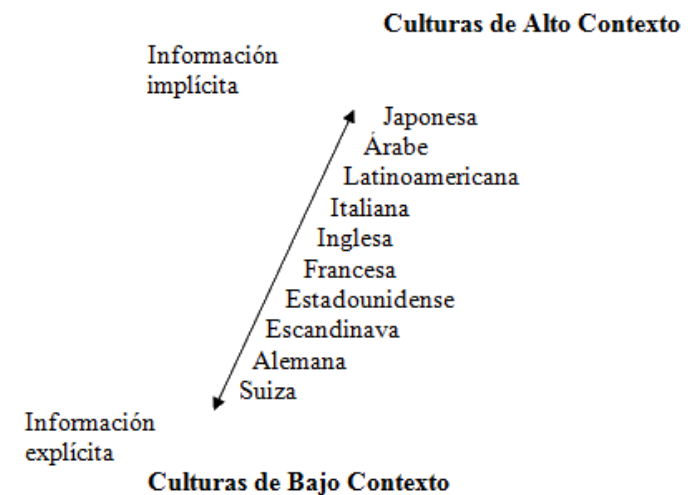 Culturas de Alto Contexto
Información
implícita
Japonesa
Árabe
Latinoamericana
Italiana
Inglesa
Francesa
Estadounidense
Escandinava
Alemana
Suiza
Información
explícita
Culturas de Bajo Contexto